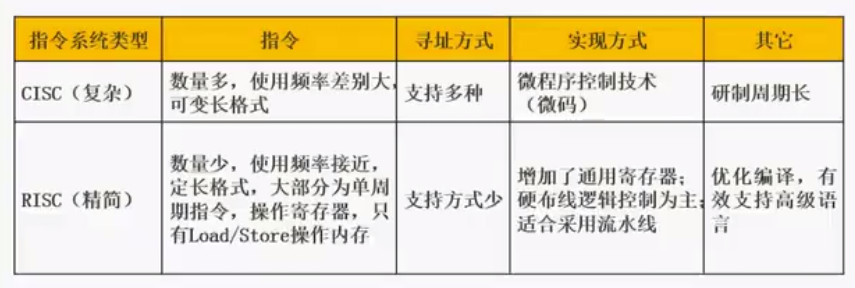 指令系统类型 指令 寻址方式 实现方式 其它
CISC（复杂）
数量多，使用频率差别大，
可变长格式
支持多种
微程序控制技术
（微码）
研制周期长
RISC（精简）
数量少，使用频率接近，
定长格式，大部分为单周
期指令，操作寄存器，只
有Load/Store操作内存
支持方式少
增加了通用寄存器；
硬布线逻辑控制为主；
适合采用流水线
优化编译，有
效支持高级语
言